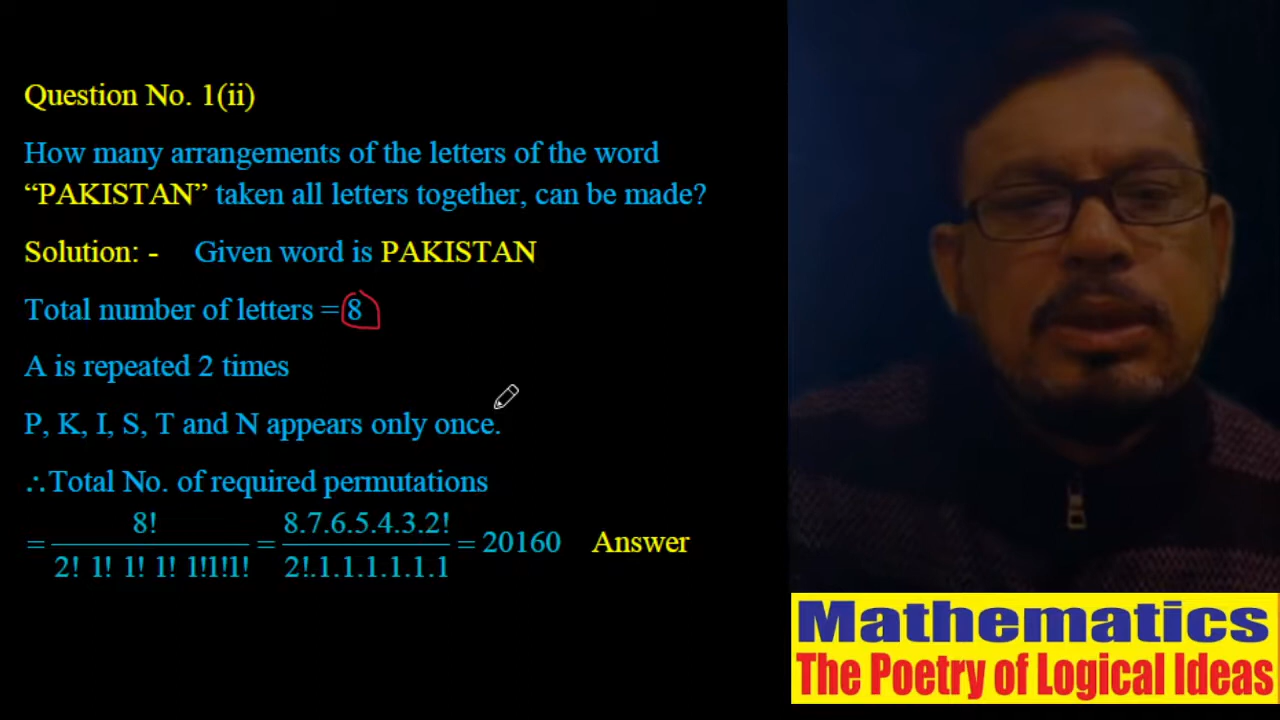 Question No. 1(ii)
How many arrangements of the letters of the word
“PAKISTAN” taken all letters together, can be made?
Solution: - Given word is PAKISTAN
Total number of letters = 8
A is repeated 2 times
P, K, I, S, T and N appears only once.
∴Total No. of required permutations
= 8! / 2! 1! 1! 1! 1!1!1! = 8.7.6.5.4.3.2! / 2!.1.1.1.1.1.1 = 20160 Answer
Mathematics
The Poetry of Logical Ideas